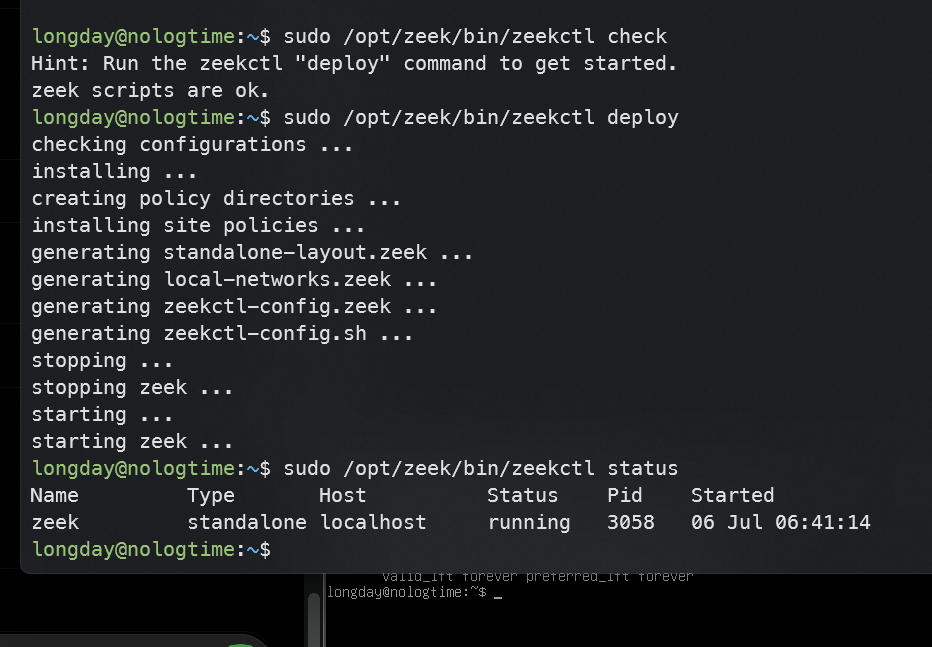 longday@nologtime:~$ sudo /opt/zeek/bin/zeekctl check
Hint: Run the zeekctl "deploy" command to get started.
zeek scripts are ok.
longday@nologtime:~$ sudo /opt/zeek/bin/zeekctl deploy
checking configurations ...
installing ...
creating policy directories ...
installing site policies ...
generating standalone-layout.zeek ...
generating local-networks.zeek ...
generating zeekctl-config.zeek ...
generating zeekctl-config.sh ...
stopping ...
stopping zeek ...
starting ...
starting zeek ...
longday@nologtime:~$ sudo /opt/zeek/bin/zeekctl status
Name         Type       Host          Status    Pid    Started
zeek         standalone localhost     running   3058   06 Jul 06:41:14
longday@nologtime:~$
valid_lft forever preferred_lft forever
longday@nologtime:~$ _